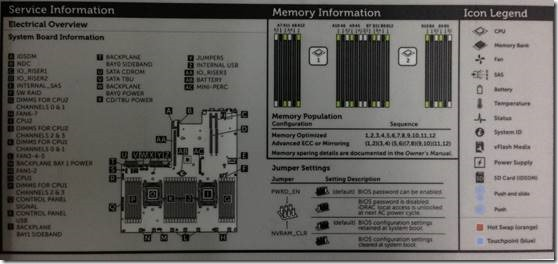 Service Information
Electrical Overview
System Board Information
A IDSDM
B NDC
C IO_RISER1
D IO_RISER2
E INTERNAL_SAS
F SW RAID
G DIMMS FOR CPU2
CHANNELS 0 & 1
H FANS-7
I CPU2
J DIMMS FOR CPU2
CHANNELS 2 & 3
K DIMMS FOR CPU1
CHANNELS 0 & 1
BACKPLANE BAY 1 POWER
CPU1
DIMMS FOR CPU1
CHANNELS 2 & 3
CONTROL PANEL
SIGNAL
CONTROL PANEL
USB
BACKPLANE
BAY1 SIDEBAND
T BACKPLANE
BAY0 SIDEBAND
U SATA CDROM
V SATA TBU
W BACKPLANE
BAY0 POWER
X CD/TBU POWER
Y JUMPERS
Z INTERNAL USB
AA IO_RISER3
AB BATTERY
AC MINI-PERC
A B
C
D
E
F
U V W X Y Z
AB AC
T
S
R
P
I
G
N M L H
Memory Information
1
2
Memory Population
Configuration Sequence
Memory Optimized 1,2,3,4,5,6,7,8,9,10,11,12
Advanced ECC or Mirroring (1,2)(3,4) (5,6)(7,8)(9,10)(11,12)
Memory sparing details are documented in the Owner's Manual.
Jumper Settings
Jumper Setting Description
PWRD_EN (default) BIOS password can be enabled.
BIOS password is disabled.
iDRAC local access is unlocked
at next AC power cycle.
NVRAM_CLR (default) BIOS configuration settings
retained at system boot.
BIOS configuration settings
cleared at system boot.
Icon Legend
CPU
Memory Bank
Fan
SAS
Battery
Temperature
Status
System ID
vFlash Media
Power Supply
SD Card (IDSDM)
Push and slide
Push
Hot Swap (orange)
Touchpoint (blue)